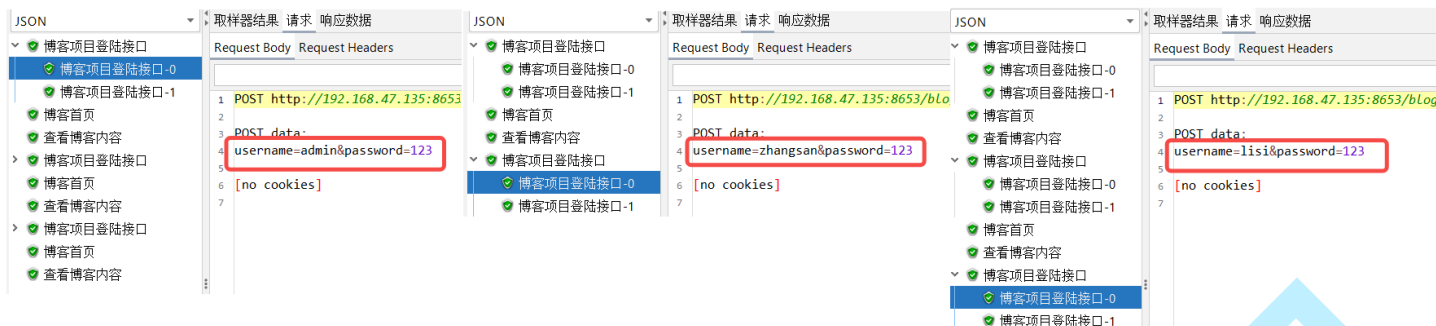 JSON
博客项目登陆接口
博客项目登陆接口-0
博客项目登陆接口-1
博客首页
查看博客内容
博客项目登陆接口
博客首页
查看博客内容
博客项目登陆接口
博客首页
查看博客内容
取样器结果 请求 响应数据
Request Body Request Headers
1 POST http://192.168.47.135:8653
2
3 POST data:
4 username=admin&password=123
5
6 [no cookies]
7
JSON
博客项目登陆接口
博客项目登陆接口-0
博客项目登陆接口-1
博客首页
查看博客内容
博客项目登陆接口
博客项目登陆接口-0
博客项目登陆接口-1
取样器结果 请求 响应数据
Request Body Request Headers
1 POST http://192.168.47.135:8653/blo
2
3 POST data:
4 username=zhangsan&password=123
5
6 [no cookies]
7
JSON
博客项目登陆接口
博客项目登陆接口-0
博客项目登陆接口-1
博客首页
查看博客内容
博客项目登陆接口
博客项目登陆接口-0
博客项目登陆接口-1
博客首页
查看博客内容
博客项目登陆接口
博客项目登陆接口-0
博客项目登陆接口-1
取样器结果 请求 响应数据
Request Body Request Headers
1 POST http://192.168.47.135:8653/blog
2
3 POST data:
4 username=lisi&password=123
5
6 [no cookies]
7